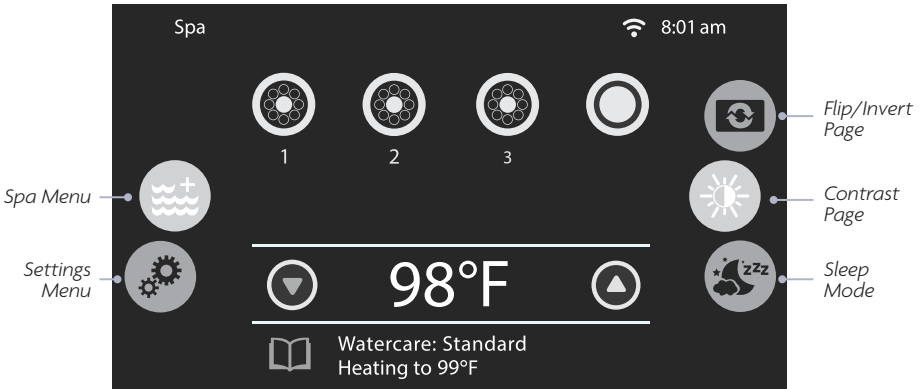 Spa
8:01 am
1
2
3
Flip/Invert
Page
Spa Menu
Contrast
Page
Settings
Menu
98°F
zzz
Sleep
Mode
Watercare: Standard
Heating to 99°F